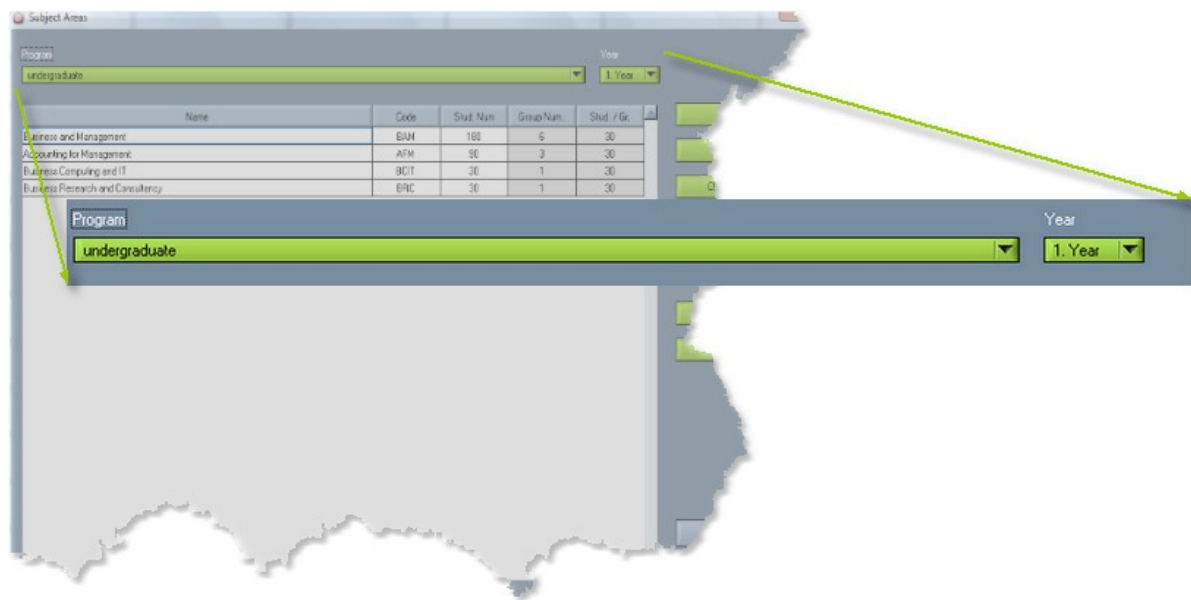 Subject Areas
Program Year
undergraduate 1. Year
Name Code Stud. Num Group Num. Stud. / Gr.
Business and Management BAM 180 6 30
Accounting for Management AFM 90 3 30
Business Computing and IT BCIT 30 1 30
Business Research and Consultancy BRC 30 1 30
Program Year
undergraduate 1. Year